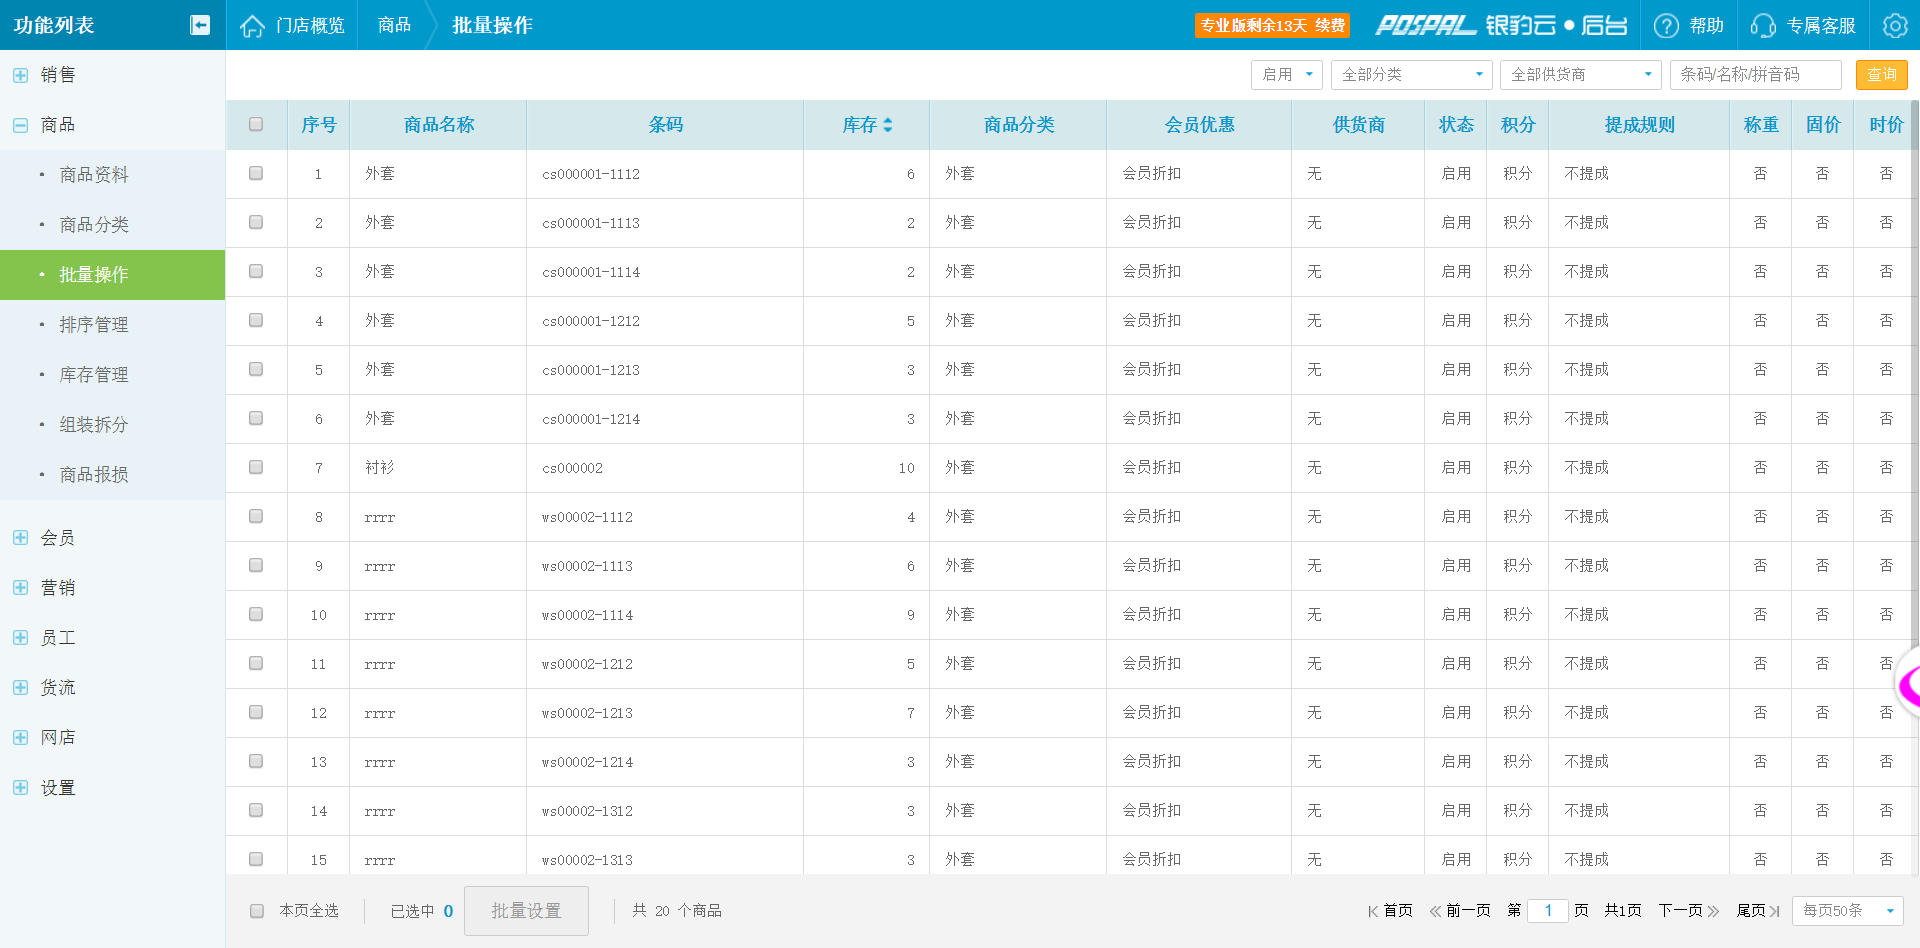 功能列表 门店概览 商品 批量操作 专业版剩余13天 续费 POSPAL 银豹云●后台 帮助 专属客服
销售 启用 全部分类 全部供货商 条码/名称/拼音码 查询
商品 序号 商品名称 条码 库存 商品分类 会员优惠 供货商 状态 积分 提成规则 称重 固价 时价
商品资料
商品分类
批量操作
排序管理
库存管理
组装拆分
商品报损
会员
营销
员工
货流
网店
设置
1 外套 cs000001-1112 6 外套 会员折扣 无 启用 积分 不提成 否 否 否
2 外套 cs000001-1113 2 外套 会员折扣 无 启用 积分 不提成 否 否 否
3 外套 cs000001-1114 2 外套 会员折扣 无 启用 积分 不提成 否 否 否
4 外套 cs000001-1212 5 外套 会员折扣 无 启用 积分 不提成 否 否 否
5 外套 cs000001-1213 3 外套 会员折扣 无 启用 积分 不提成 否 否 否
6 外套 cs000001-1214 3 外套 会员折扣 无 启用 积分 不提成 否 否 否
7 衬衫 cs000002 10 外套 会员折扣 无 启用 积分 不提成 否 否 否
8 rrrr ws00002-1112 4 外套 会员折扣 无 启用 积分 不提成 否 否 否
9 rrrr ws00002-1113 6 外套 会员折扣 无 启用 积分 不提成 否 否 否
10 rrrr ws00002-1114 9 外套 会员折扣 无 启用 积分 不提成 否 否 否
11 rrrr ws00002-1212 5 外套 会员折扣 无 启用 积分 不提成 否 否 否
12 rrrr ws00002-1213 7 外套 会员折扣 无 启用 积分 不提成 否 否 否
13 rrrr ws00002-1214 3 外套 会员折扣 无 启用 积分 不提成 否 否 否
14 rrrr ws00002-1312 3 外套 会员折扣 无 启用 积分 不提成 否 否 否
15 rrrr ws00002-1313 3 外套 会员折扣 无 启用 积分 不提成 否 否 否
本页全选 已选中 0 批量设置 共 20 个商品 首页 前一页 第 1 页 共1页 下一页 尾页 每页50条